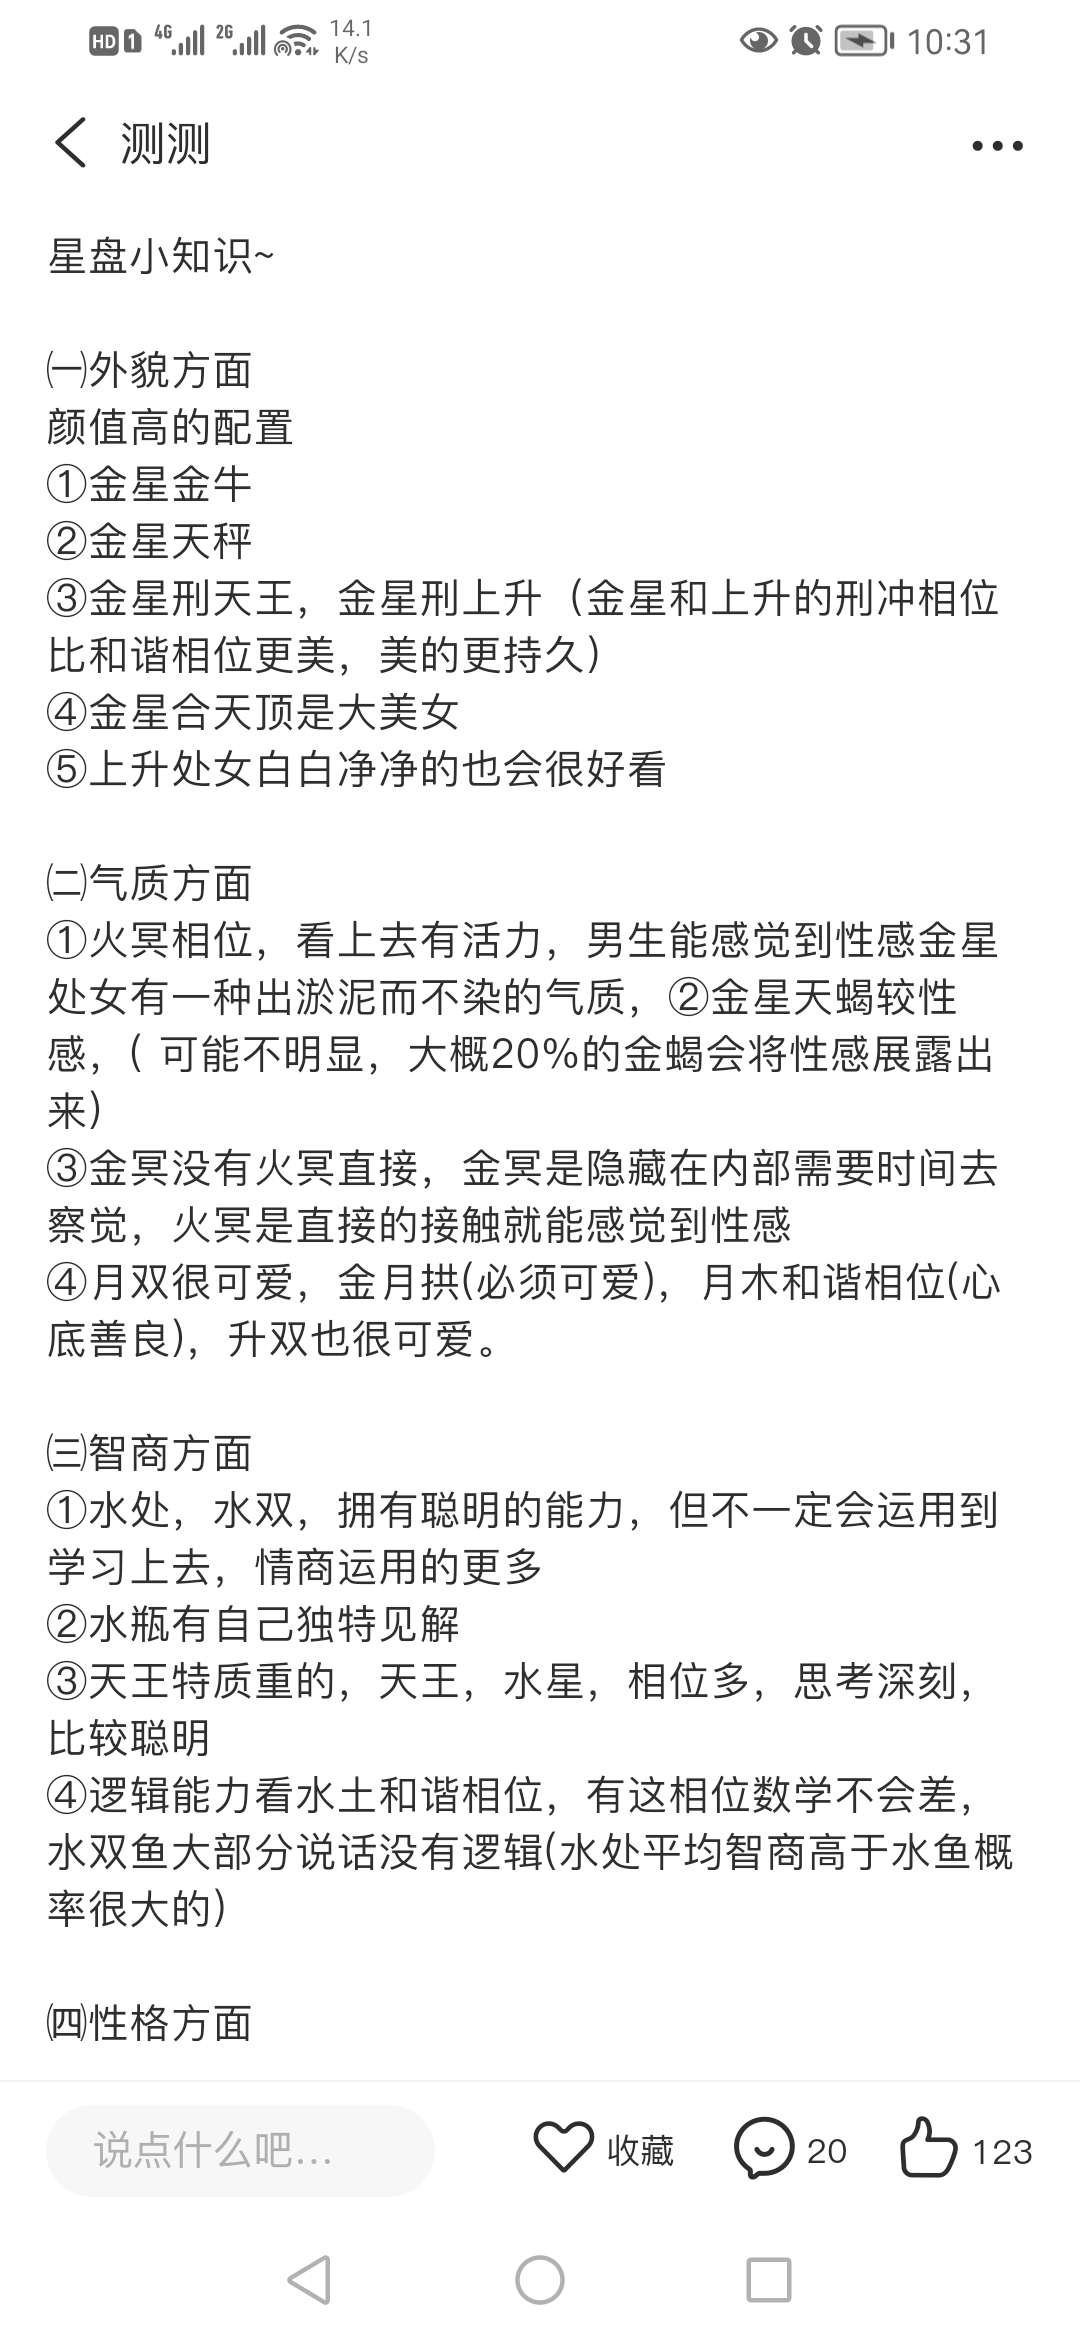 HD 1 4G 2G 14.1 K/s 10:31
测测
星盘小知识~
㈠外貌方面
颜值高的配置
①金星金牛
②金星天秤
③金星刑天王，金星刑上升（金星和上升的刑冲相位
比和谐相位更美，美的更持久）
④金星合天顶是大美女
⑤上升处女白白净净的也会很好看
㈡气质方面
①火冥相位，看上去有活力，男生能感觉到性感金星
处女有一种出淤泥而不染的气质，②金星天蝎较性
感，( 可能不明显，大概20%的金蝎会将性感展露出
来)
③金冥没有火冥直接，金冥是隐藏在内部需要时间去
察觉，火冥是直接的接触就能感觉到性感
④月双很可爱，金月拱(必须可爱)，月木和谐相位(心
底善良)，升双也很可爱。
㈢智商方面
①水处，水双，拥有聪明的能力，但不一定会运用到
学习上去，情商运用的更多
②水瓶有自己独特见解
③天王特质重的，天王，水星，相位多，思考深刻，
比较聪明
④逻辑能力看水土和谐相位，有这相位数学不会差，
水双鱼大部分说话没有逻辑(水处平均智商高于水鱼概
率很大的)
㈣性格方面
说点什么吧... 收藏 20 123